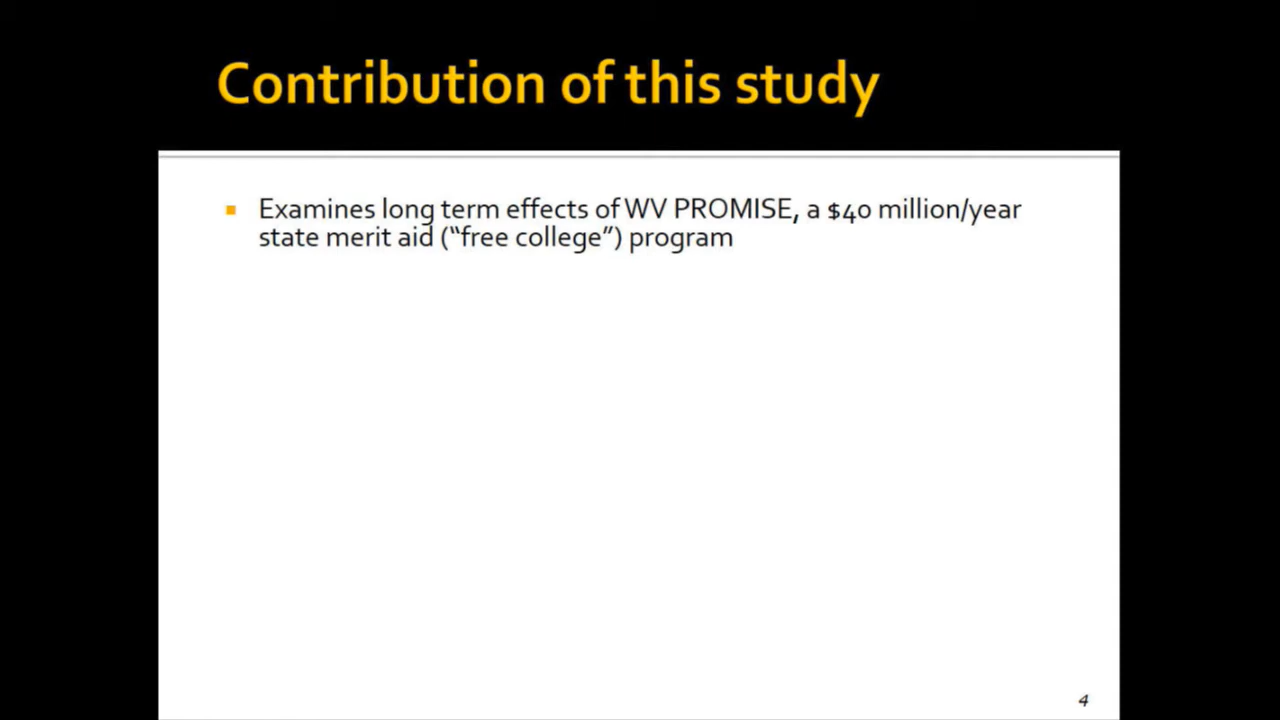 Contribution of this study
▪ Examines long term effects of WV PROMISE, a $40 million/year
state merit aid (“free college”) program
4